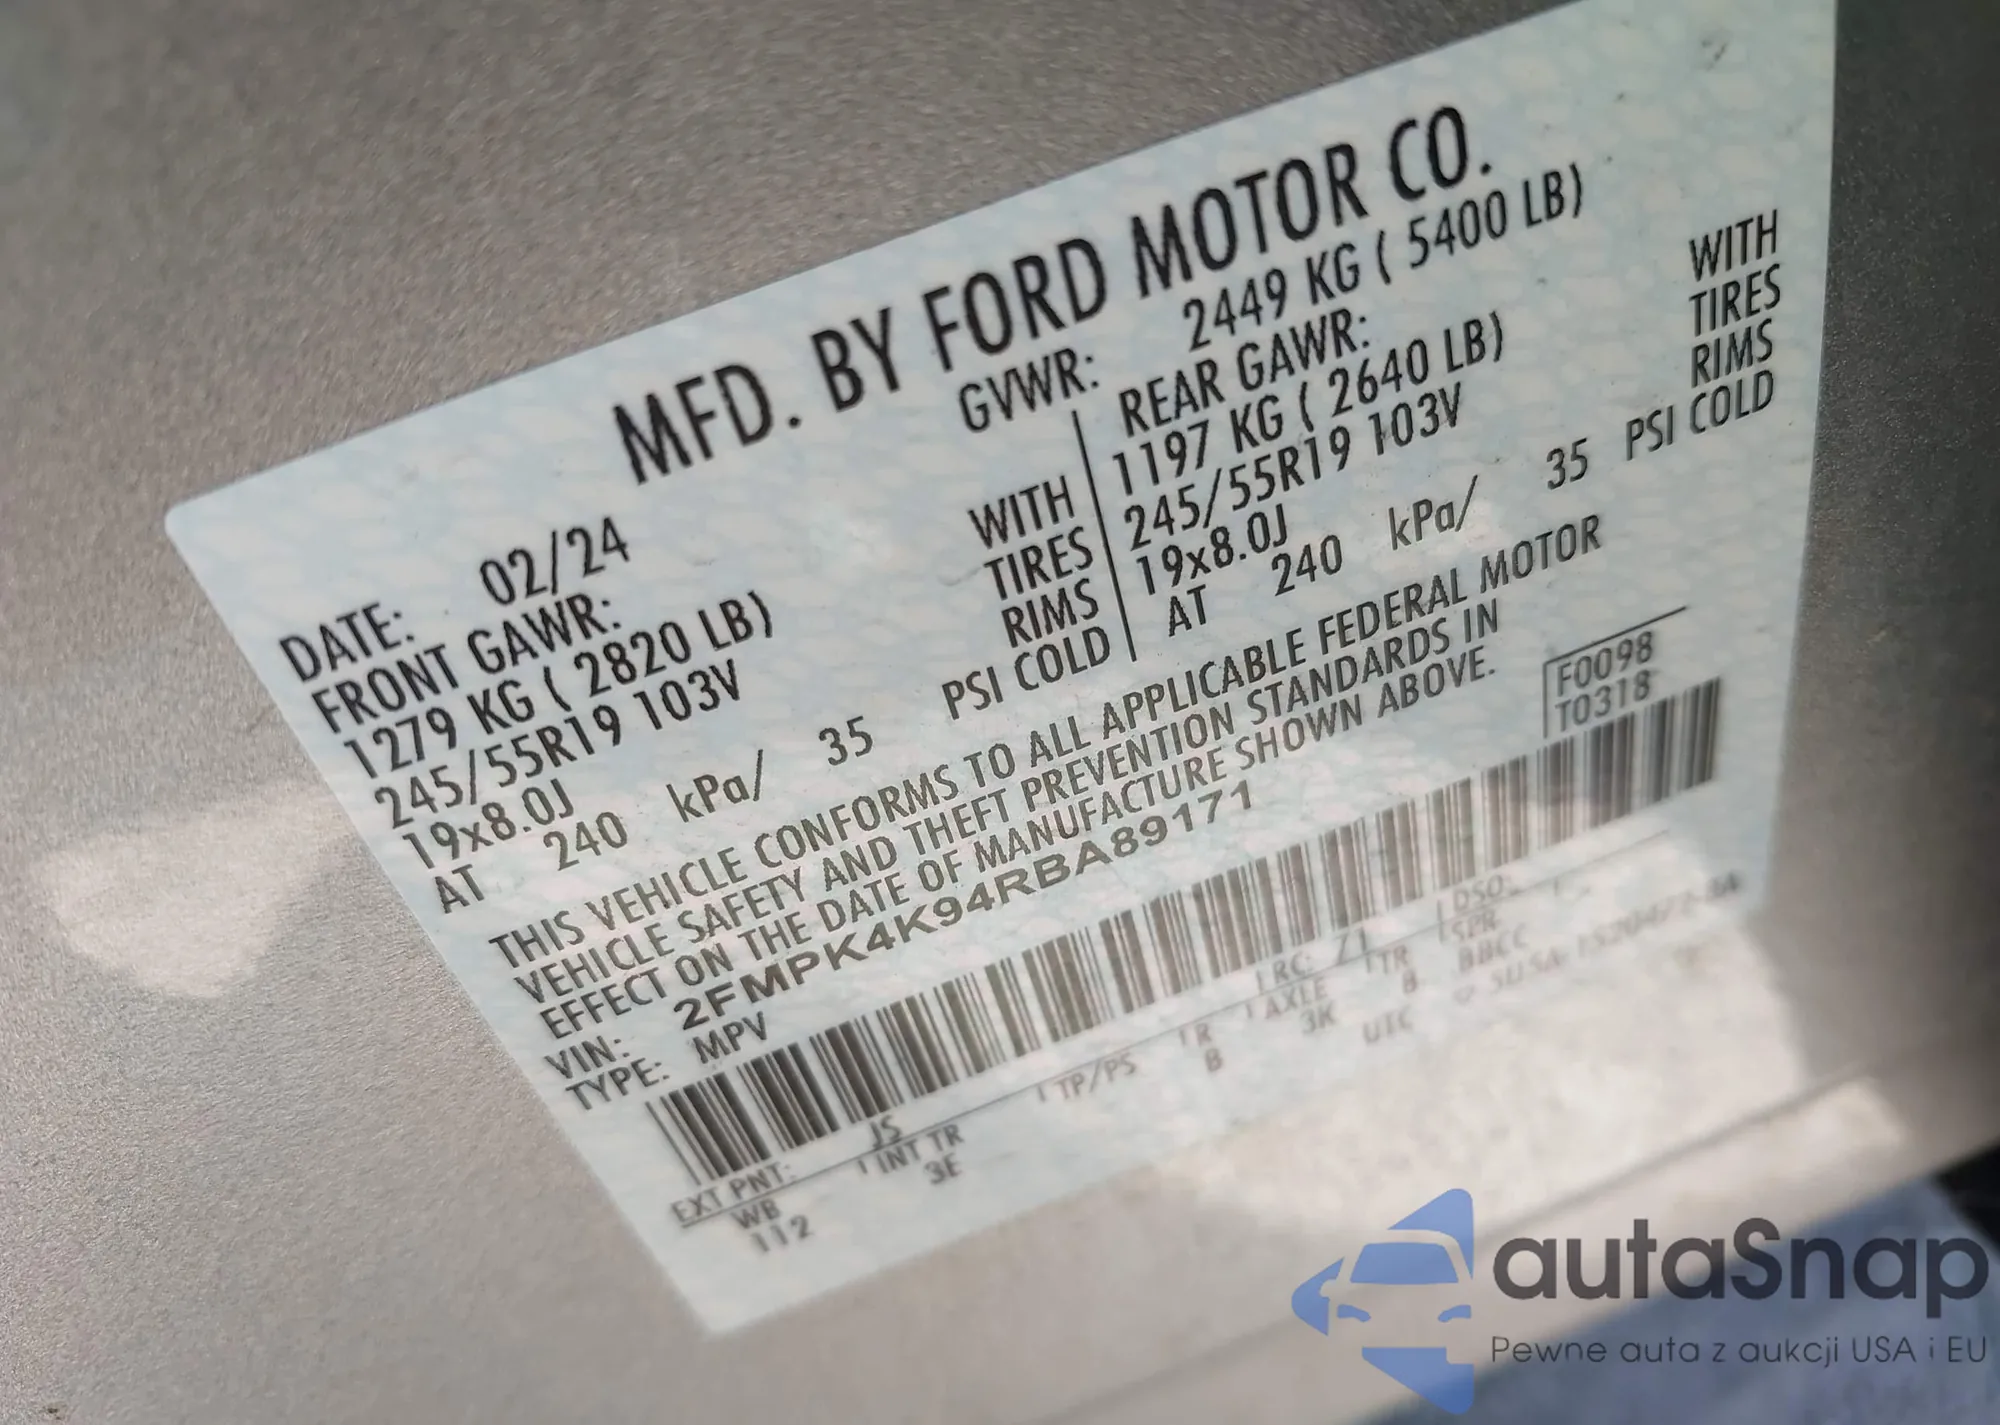 MFD. BY FORD MOTOR CO.
DATE: 02/24 GVWR: 2449 KG ( 5400 LB)
FRONT GAWR: REAR GAWR:
1279 KG ( 2820 LB) WITH 1197 KG ( 2640 LB) WITH
245/55R19 103V TIRES 245/55R19 103V TIRES
19x8.0J RIMS 19x8.0J RIMS
AT 240 kPa/ 35 PSI COLD AT 240 kPa/ 35 PSI COLD
THIS VEHICLE CONFORMS TO ALL APPLICABLE FEDERAL MOTOR
VEHICLE SAFETY AND THEFT PREVENTION STANDARDS IN
EFFECT ON THE DATE OF MANUFACTURE SHOWN ABOVE.
VIN: 2FMPK4K94RBA89171 F0098
TYPE: MPV T0318
EXT PNT: JS RC: 71 DSO:
WB INT TR TP/PS R AXLE TR SPR
112 3E B 3K 8 BBCC
UTC
autaSnap
Pewne auta z aukcji USA i EU